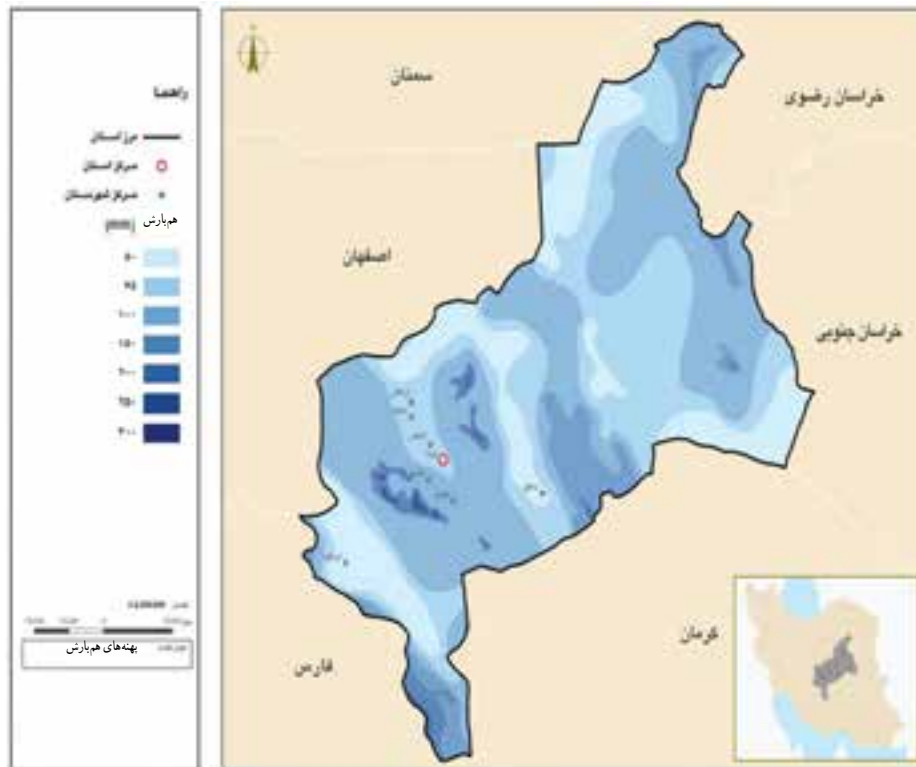 راهنما
مرز استان
مرکز استان
مرکز شهرستان
هم‌بارش
(mm)
۵۰
۷۵
۱۰۰
۱۵۰
۲۰۰
۲۵۰
۳۰۰
پهنه‌های هم‌بارش
سمنان
خراسان رضوی
اصفهان
خراسان جنوبی
کرمان
فارس